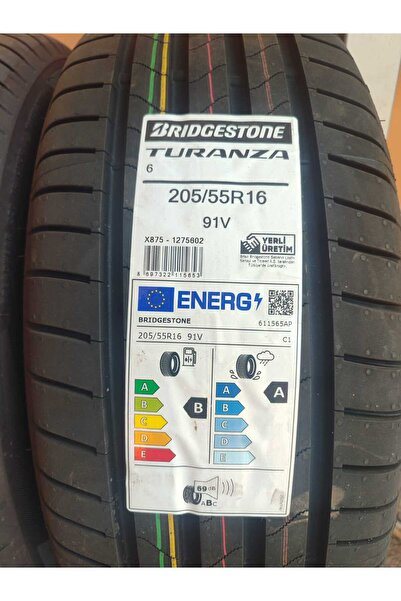 BRIDGESTONE
TURANZA
6
205/55R16
91V
X875 - 1275602
YERLİ
ÜRETİM
8 697322 115653
ENERG
BRIDGESTONE
611565AP
205/55R16 91V
C1
A
B
C
D
E
B
A
B
C
D
E
A
69 dB
ABC